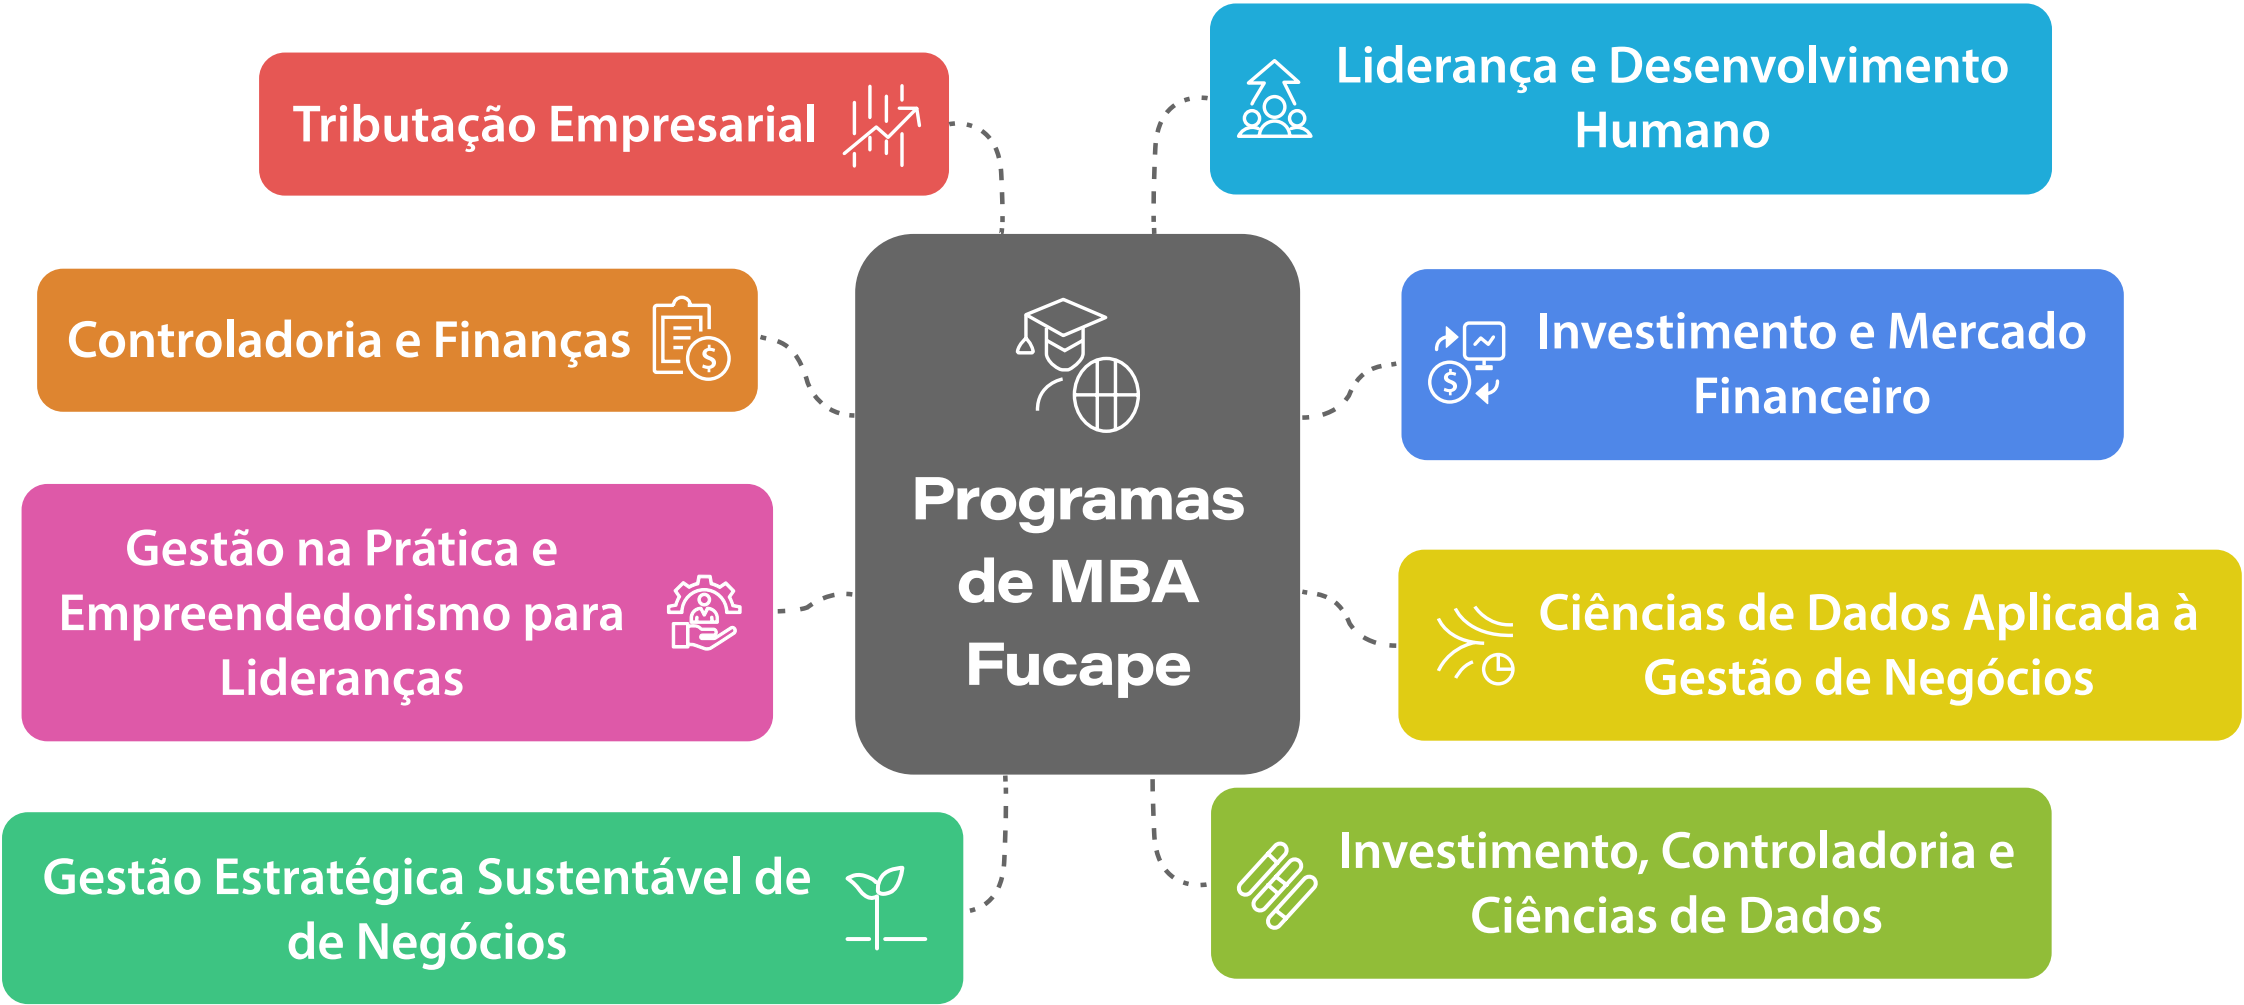 Tributação Empresarial
Liderança e Desenvolvimento
Humano
Controladoria e Finanças
Investimento e Mercado
Financeiro
Programas
de MBA
Fucape
Gestão na Prática e
Empreendedorismo para
Lideranças
Ciências de Dados Aplicada à
Gestão de Negócios
Gestão Estratégica Sustentável de
de Negócios
Investimento, Controladoria e
Ciências de Dados